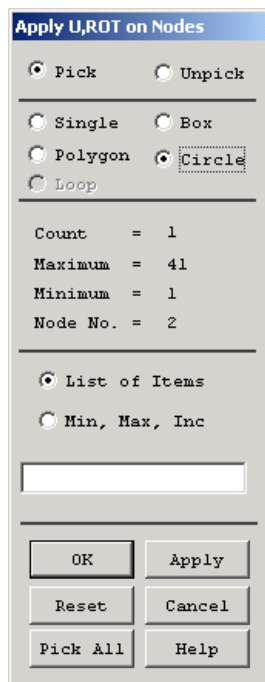 Apply U,ROT on Nodes
Pick Unpick
Single Box
Polygon Circle
Loop
Count = 1
Maximum = 41
Minimum = 1
Node No. = 2
List of Items
Min, Max, Inc
OK Apply
Reset Cancel
Pick All Help